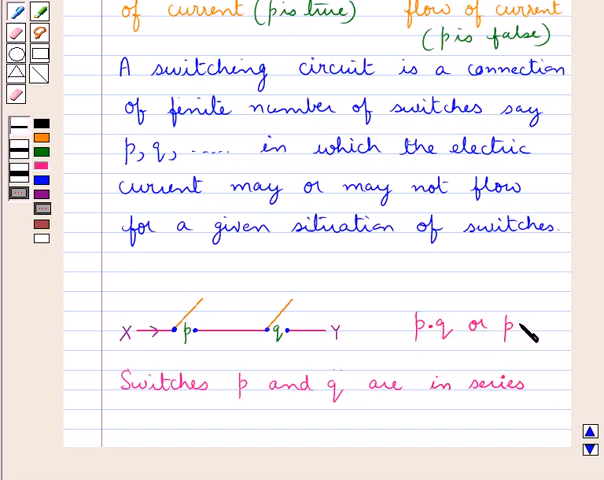 of current (p is true) flow of current
(p is false)
A switching circuit is a connection
of finite number of switches say
p, q, ...... in which the electric
current may or may not flow
for a given situation of switches.
X p q Y p.q or p
Switches p and q are in series